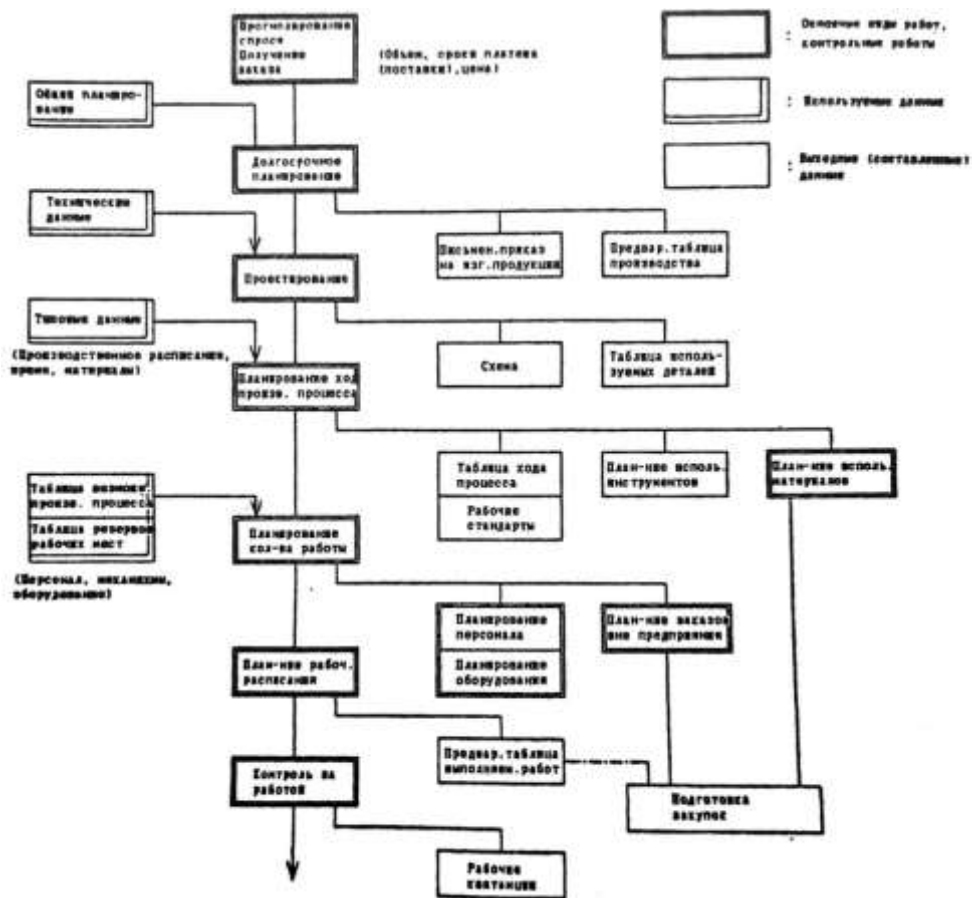 Прогнозирование
спроса
Получение
заказа
(Объем, сроки платежа
(поставки),цена)
: Основные виды работ,
контрольные работы
: Используемые данные
: Выходные (составленные)
данные
Общее планиро-
вание
Долгосрочное
планирование
Технические
данные
Письмен.приказ
на изг.продукции
Предвар.таблица
производства
Проектирование
Типовые данные
(Производственное расписание,
время, материалы)
Схема
Таблица исполь-
зуемых деталей
Планирование хода
произв. процесса
Таблица хода
процесса
Рабочие
стандарты
План-ние исполь.
инструментов
План-ние исполь.
материалов
Таблица возможн.
произв. процесса
Таблица резервов
рабочих мест
(Персонал, механизмы,
оборудование)
Планирование
кол-ва работы
Планирование
персонала
Планирование
оборудования
План-ние заказов
вне предприятия
План-ние рабоч.
расписания
Предвар.таблица
выполняем.работ
Контроль за
работой
Подготовка
закупок
Рабочие
квитанции